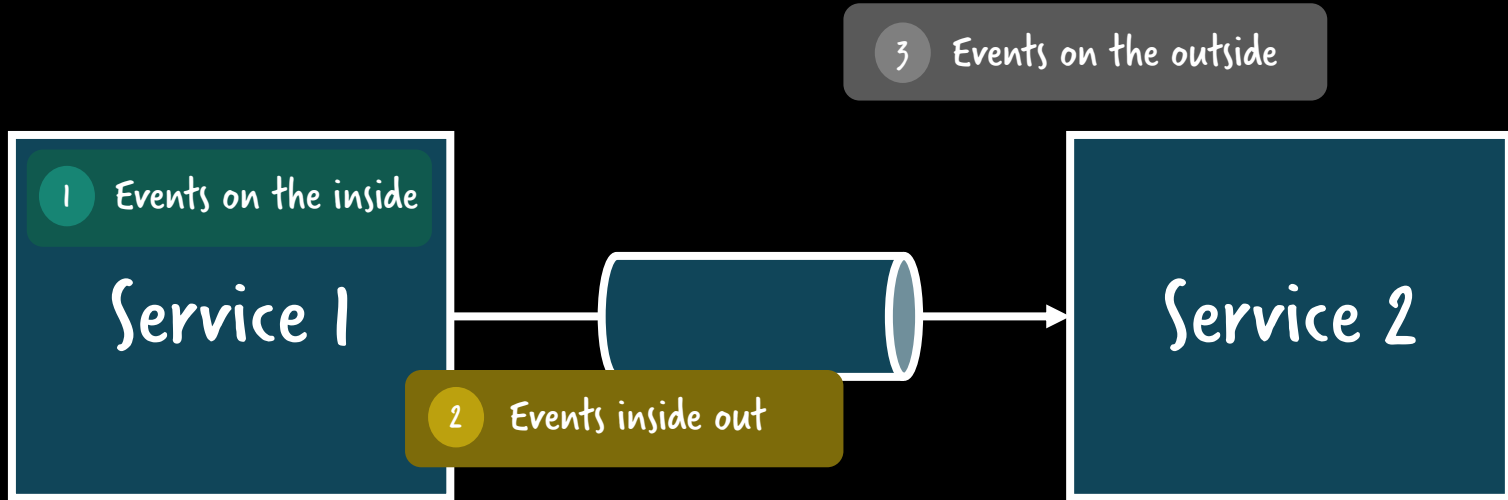 3 Events on the outside
1 Events on the inside
Service 1
Service 2
2 Events inside out